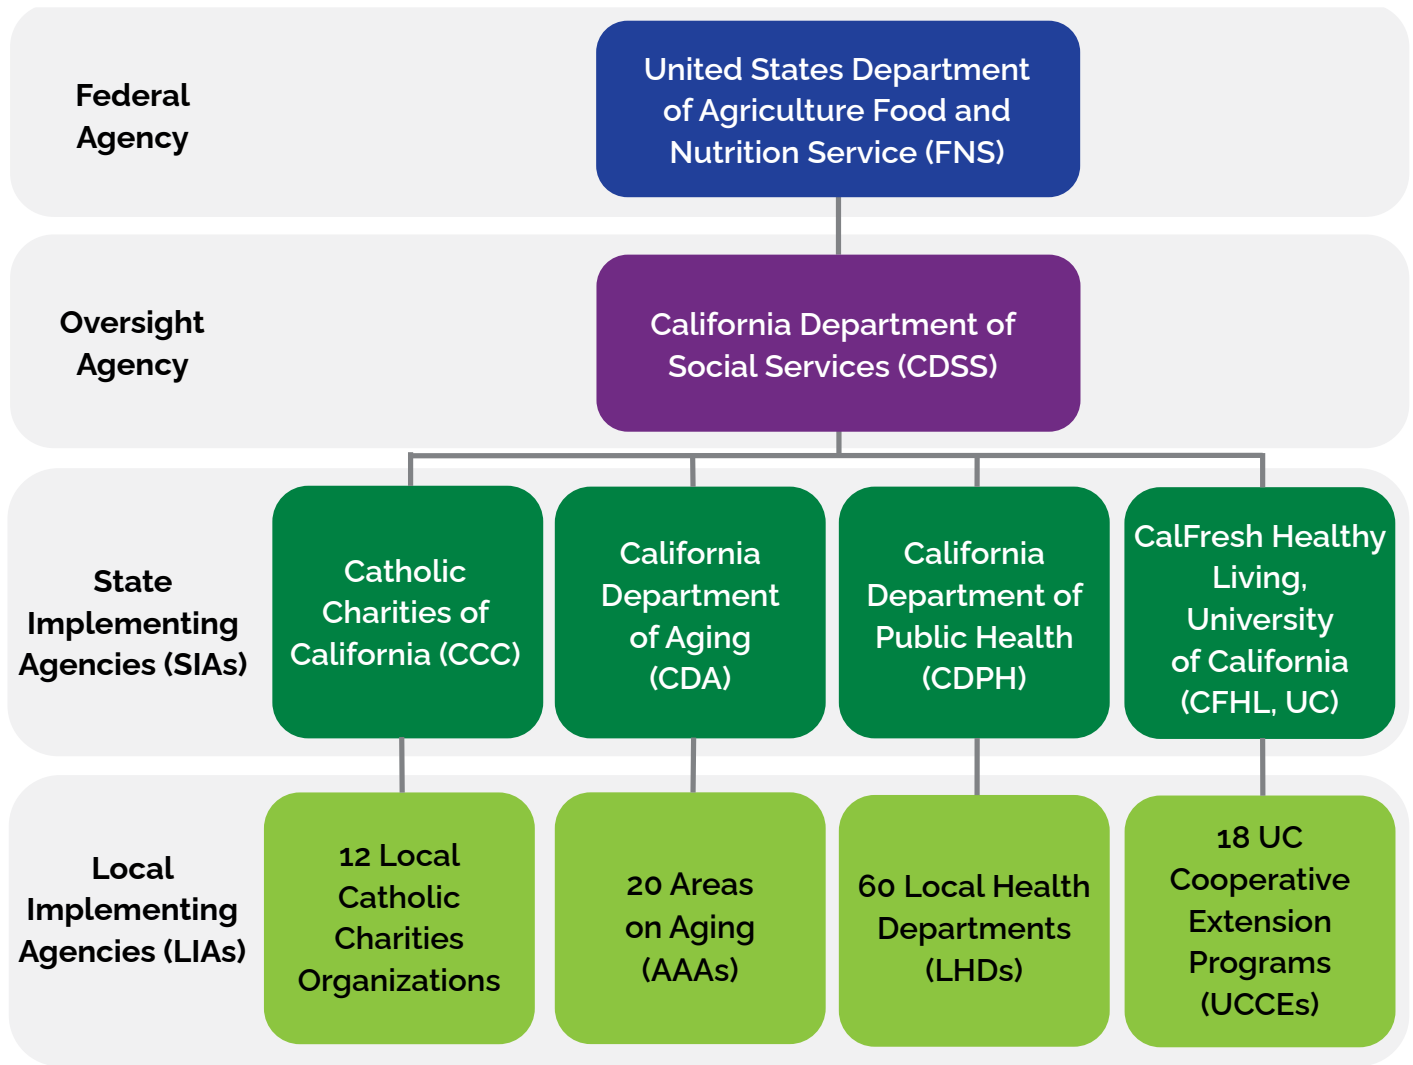 Federal
Agency
United States Department
of Agriculture Food and
Nutrition Service (FNS)
Oversight
Agency
California Department of
Social Services (CDSS)
State
Implementing
Agencies (SIAs)
Catholic
Charities of
California (CCC)
California
Department
of Aging
(CDA)
California
Department of
Public Health
(CDPH)
CalFresh Healthy
Living,
University
of California
(CFHL, UC)
Local
Implementing
Agencies (LIAs)
12 Local
Catholic
Charities
Organizations
20 Areas
on Aging
(AAAs)
60 Local Health
Departments
(LHDs)
18 UC
Cooperative
Extension
Programs
(UCCEs)